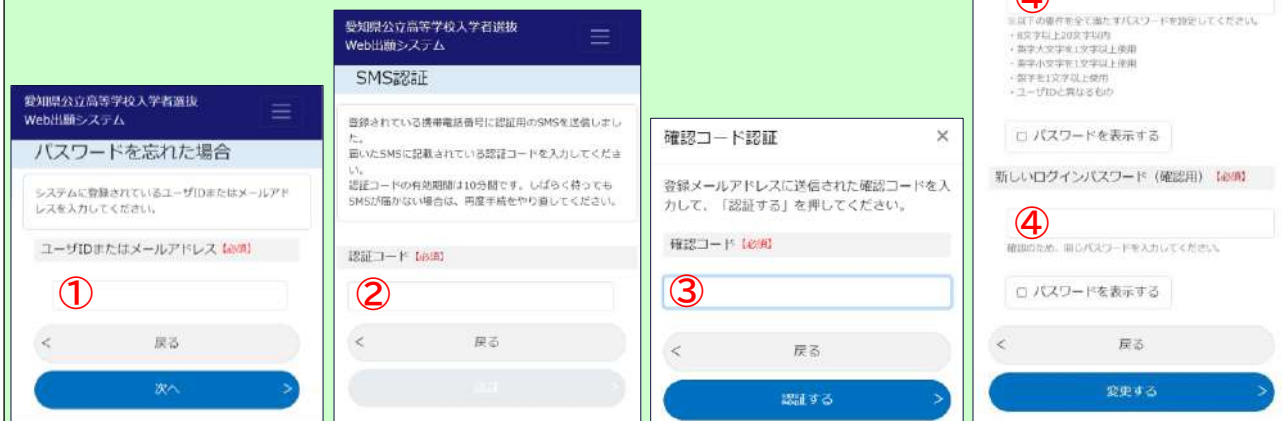 愛知県公立高等学校入学者選抜
Web出願システム
パスワードを忘れた場合
システムに登録されているユーザIDまたはメールアド
レスを入力してください。
ユーザIDまたはメールアドレス【必須】
①
<
戻る
次へ
>
愛知県公立高等学校入学者選抜
Web出願システム
SMS認証
登録されている携帯電話番号に認証用のSMSを送信しまし
た。
届いたSMSに記載されている認証コードを入力してくださ
い。
認証コードの有効期間は10分間です。しばらく待っても
SMSが届かない場合は、再度手続をやり直してください。
認証コード【必須】
②
<
戻る
認証
>
確認コード認証
×
登録メールアドレスに送信された確認コードを入
力して、「認証する」を押してください。
確認コード【必須】
③
<
戻る
認証する
>
④
※以下の要件を全て満たすパスワードを設定してください。
・8文字以上20文字以内
・英字大文字を1文字以上使用
・英字小文字を1文字以上使用
・数字を1文字以上使用
・ユーザIDと異なるもの
パスワードを表示する
新しいログインパスワード（確認用）【必須】
④
確認のため、同じパスワードを入力してください。
パスワードを表示する
<
戻る
変更する
>